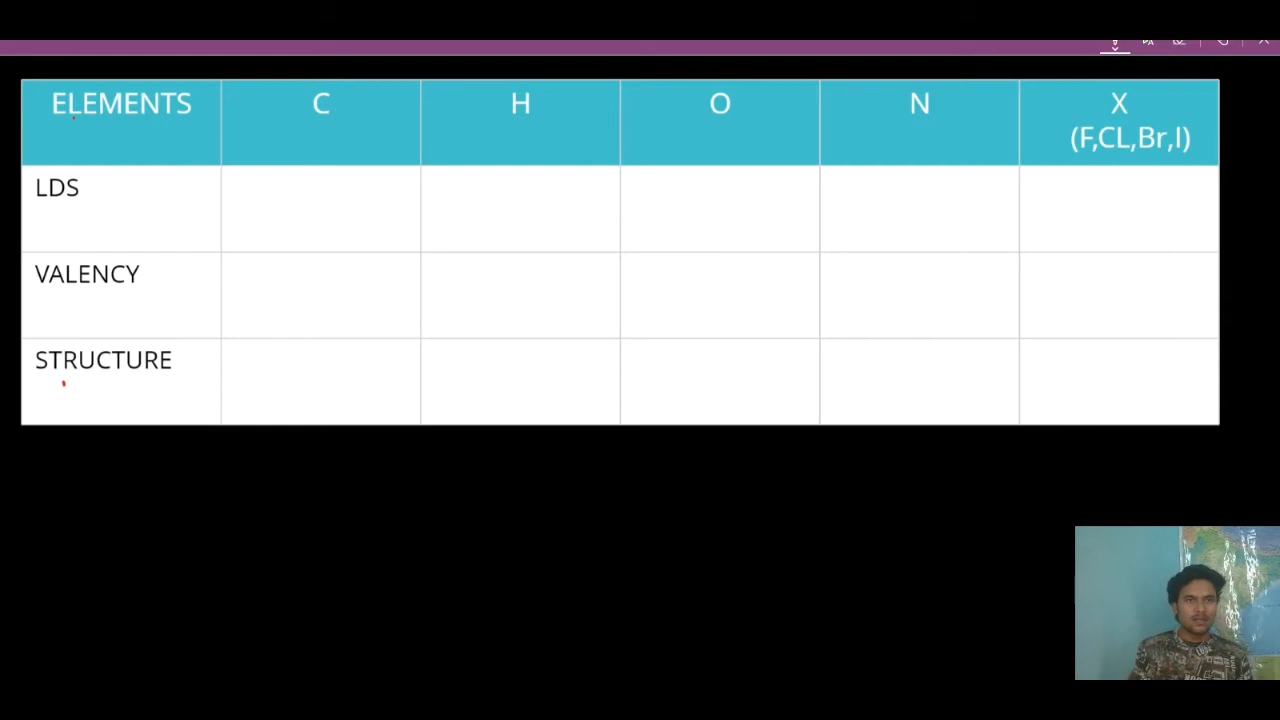 ELEMENTS C H O N X
(F,CL,Br,I)
LDS
VALENCY
STRUCTURE